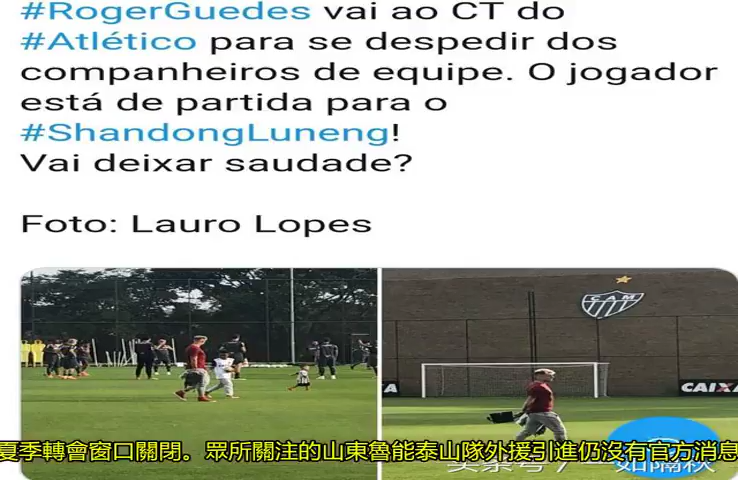 #RogerGuedes vai ao CT do
#Atlético para se despedir dos
companheiros de equipe. O jogador
está de partida para o
#ShandongLuneng!
Vai deixar saudade?
Foto: Lauro Lopes
CAM
CAIXA
夏季轉會窗口關閉。眾所關注的山東魯能泰山隊外援引進仍沒有官方消息